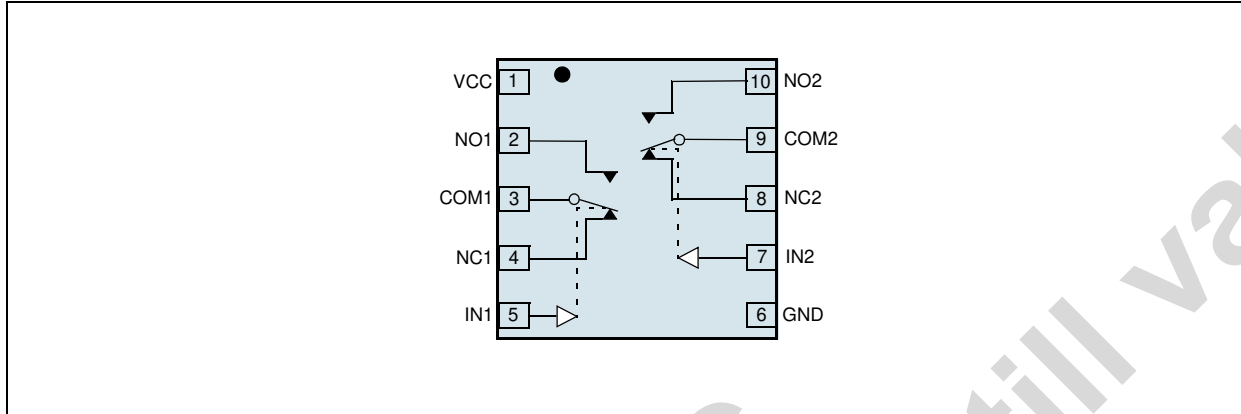 VCC 1 10 NO2
NO1 2 9 COM2
COM1 3 8 NC2
NC1 4 7 IN2
IN1 5 6 GND
still